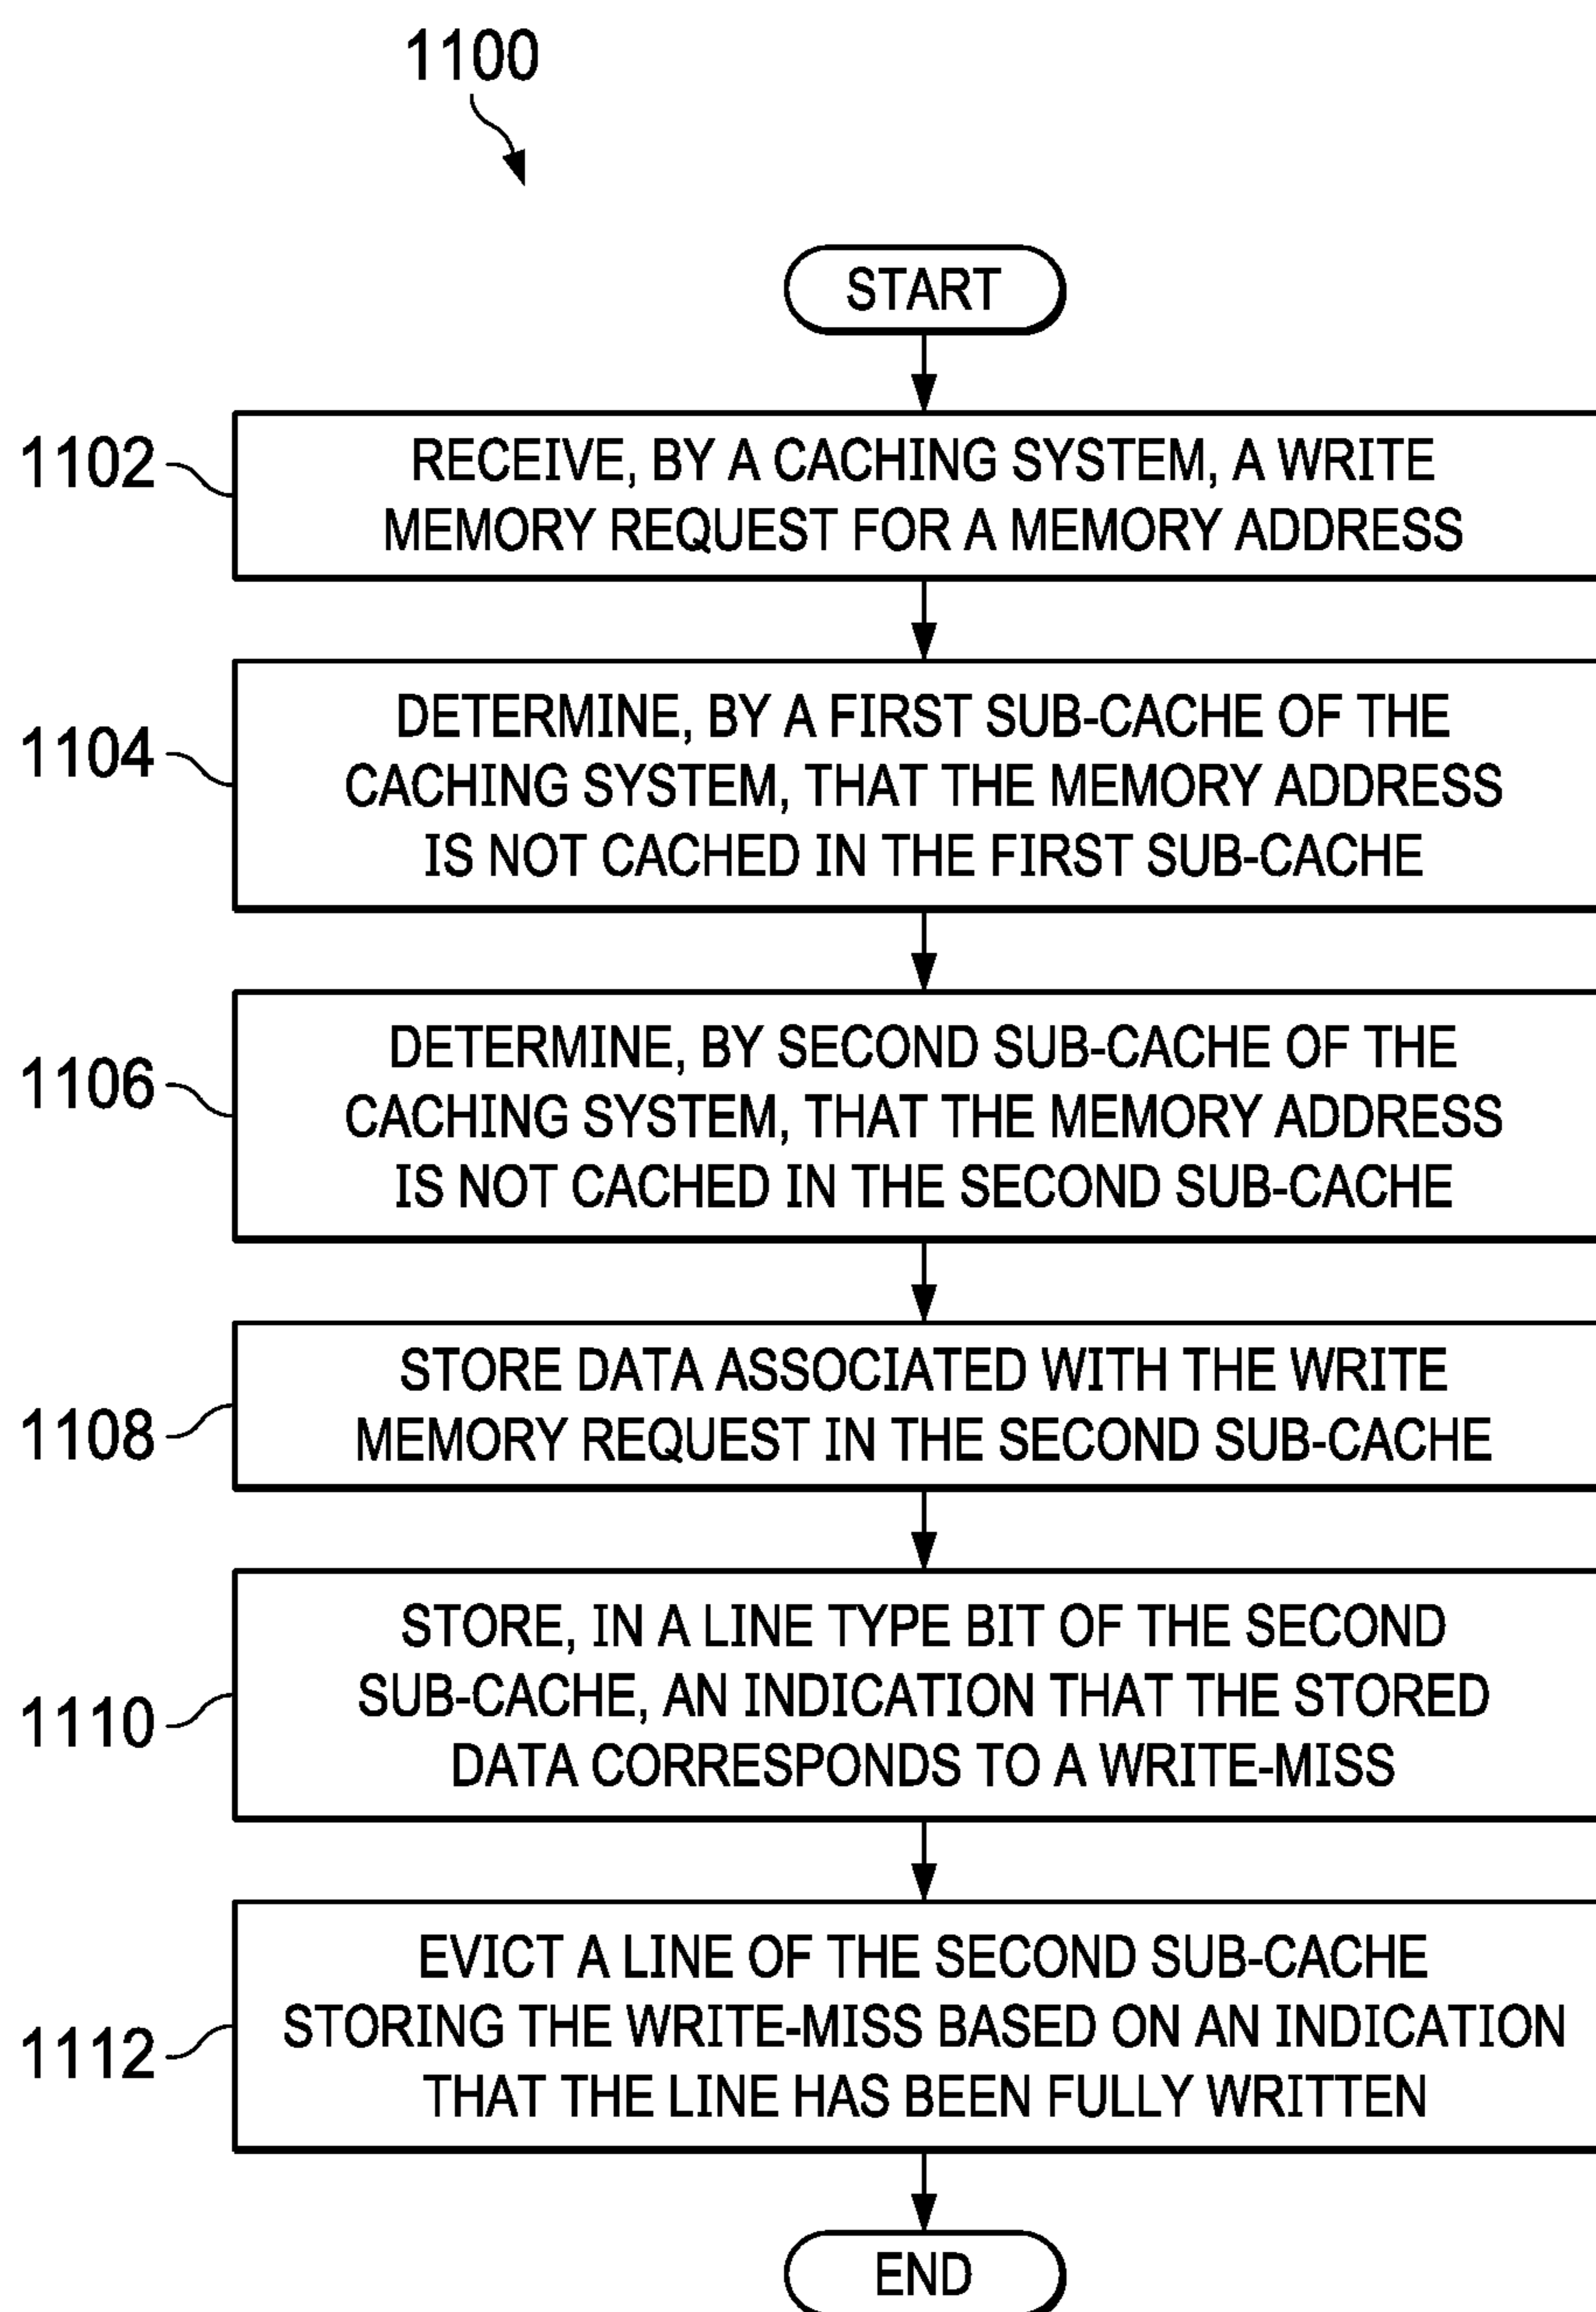 1100
START
1102
RECEIVE, BY A CACHING SYSTEM, A WRITE
MEMORY REQUEST FOR A MEMORY ADDRESS
1104
DETERMINE, BY A FIRST SUB-CACHE OF THE
CACHING SYSTEM, THAT THE MEMORY ADDRESS
IS NOT CACHED IN THE FIRST SUB-CACHE
1106
DETERMINE, BY SECOND SUB-CACHE OF THE
CACHING SYSTEM, THAT THE MEMORY ADDRESS
IS NOT CACHED IN THE SECOND SUB-CACHE
1108
STORE DATA ASSOCIATED WITH THE WRITE
MEMORY REQUEST IN THE SECOND SUB-CACHE
1110
STORE, IN A LINE TYPE BIT OF THE SECOND
SUB-CACHE, AN INDICATION THAT THE STORED
DATA CORRESPONDS TO A WRITE-MISS
1112
EVICT A LINE OF THE SECOND SUB-CACHE
STORING THE WRITE-MISS BASED ON AN INDICATION
THAT THE LINE HAS BEEN FULLY WRITTEN
END